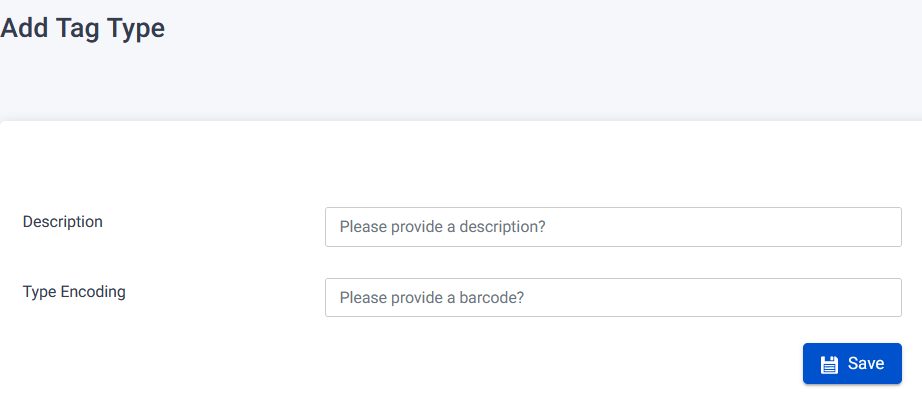 Add Tag Type
Description
Please provide a description?
Type Encoding
Please provide a barcode?
Save